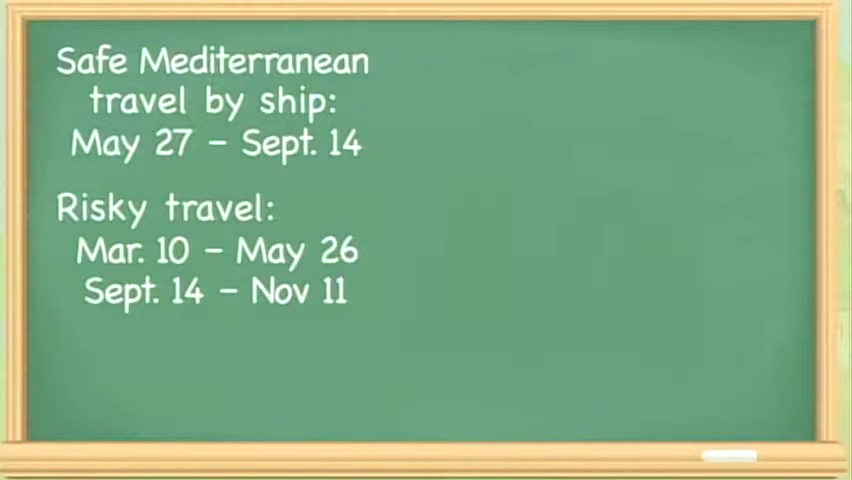 Safe Mediterranean
travel by ship:
May 27 – Sept. 14
Risky travel:
Mar. 10 – May 26
Sept. 14 – Nov 11